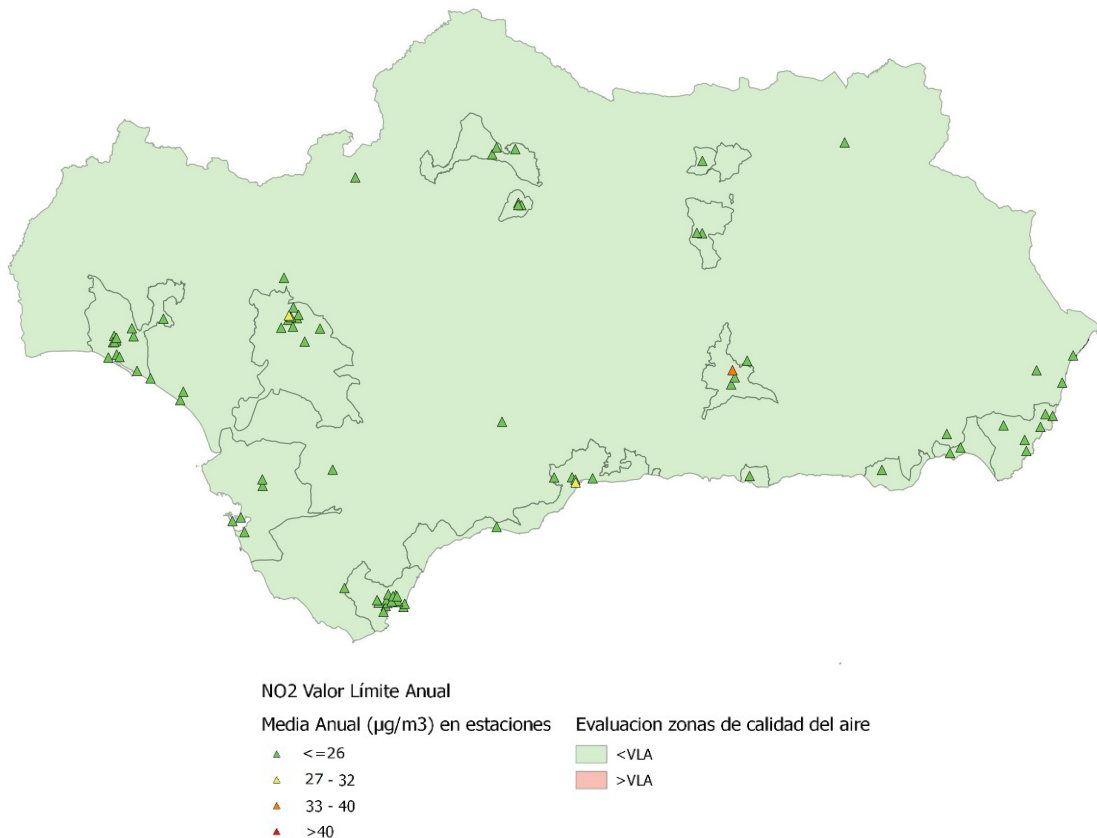 NO2 Valor Límite Anual
Media Anual (µg/m3) en estaciones
<=26
27 - 32
33 - 40
>40
Evaluacion zonas de calidad del aire
<VLA
>VLA